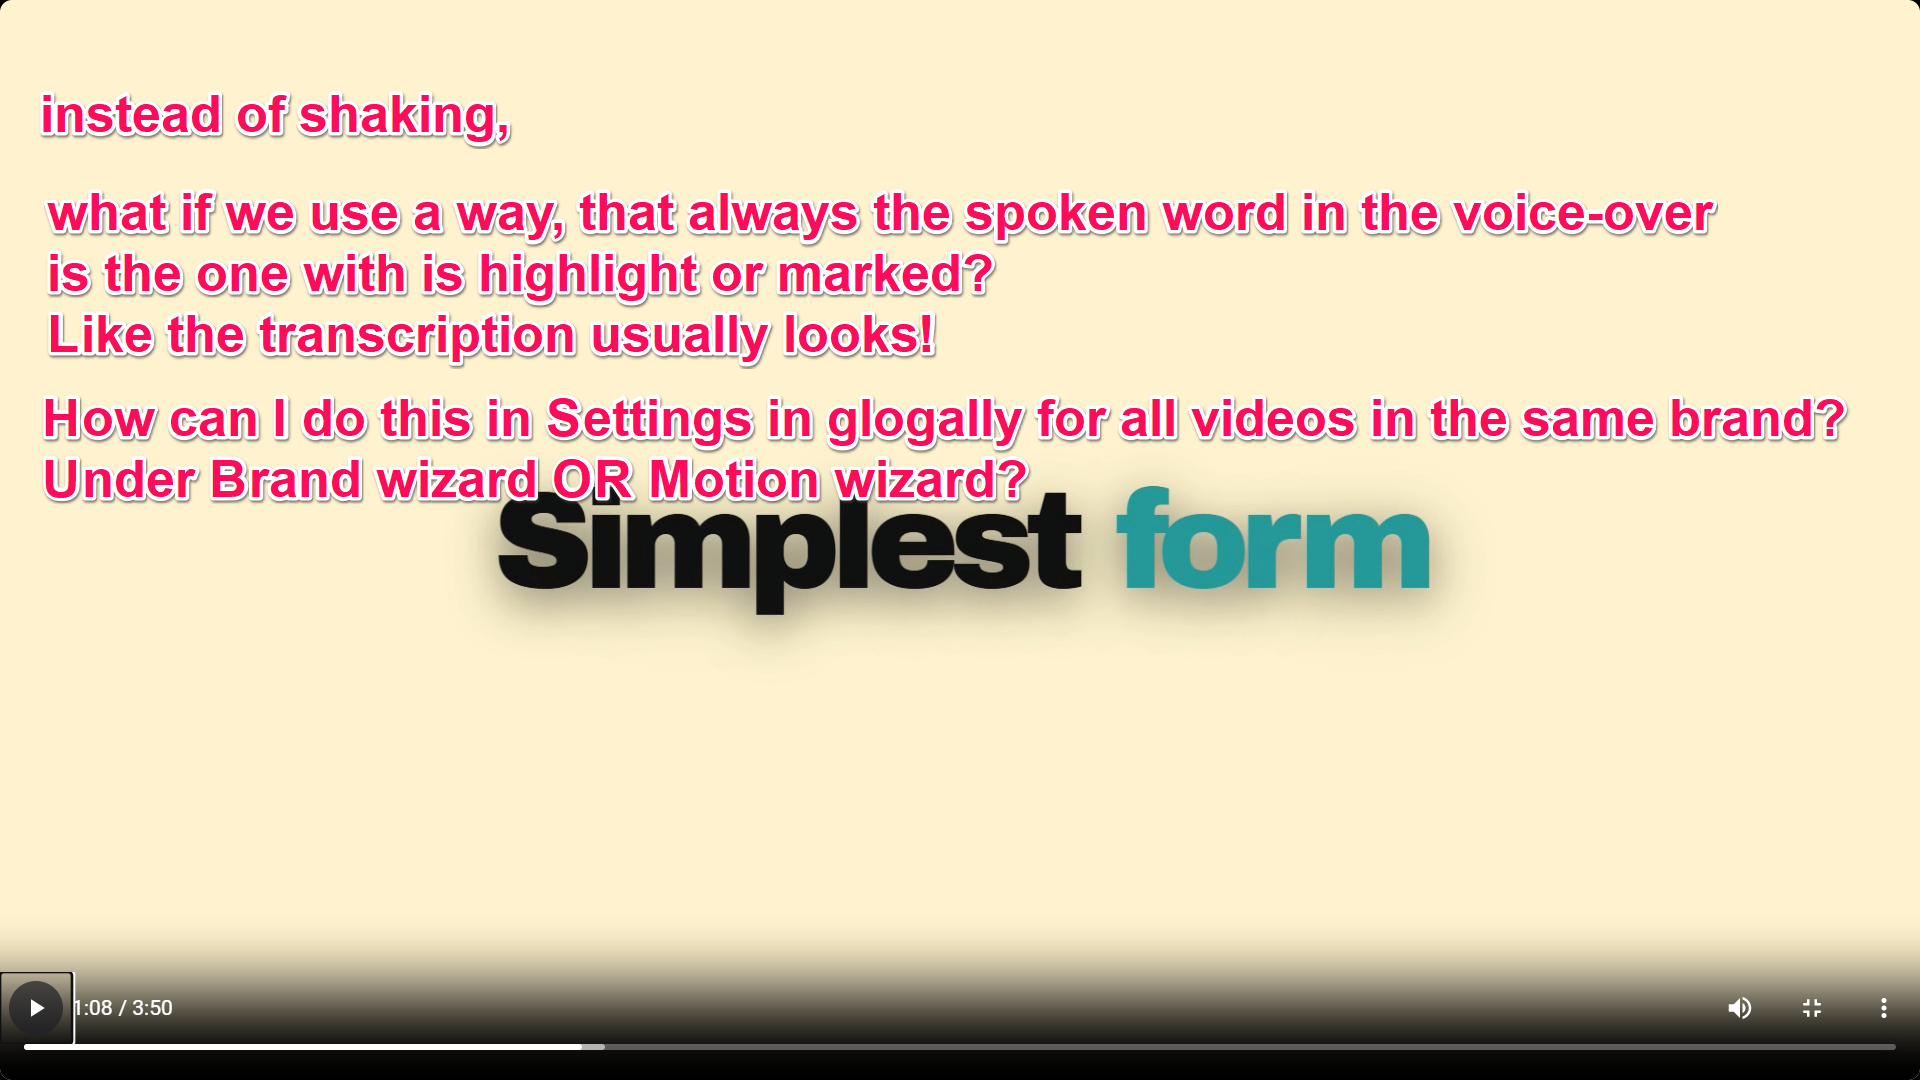 instead of shaking,
what if we use a way, that always the spoken word in the voice-over
is the one with is highlight or marked?
Like the transcription usually looks!
How can I do this in Settings in glogally for all videos in the same brand?
Under Brand wizard OR Motion wizard?
Simplest form
1:08 / 3:50